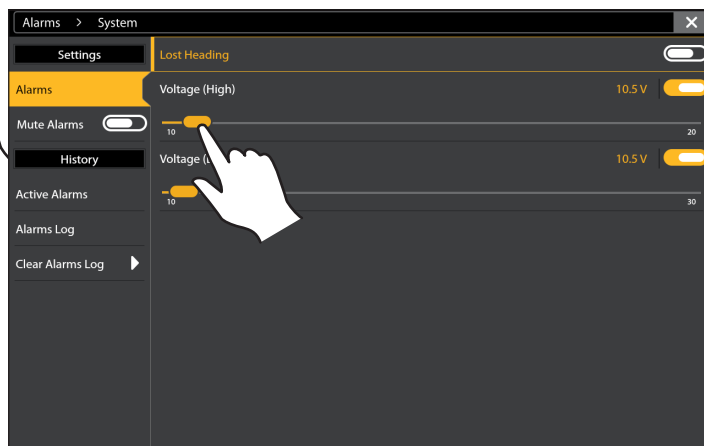 Alarms > System
Settings
Alarms
Mute Alarms
History
Active Alarms
Alarms Log
Clear Alarms Log
Lost Heading
Voltage (High) 10.5 V
10 20
Voltage ( 10.5 V
10 30